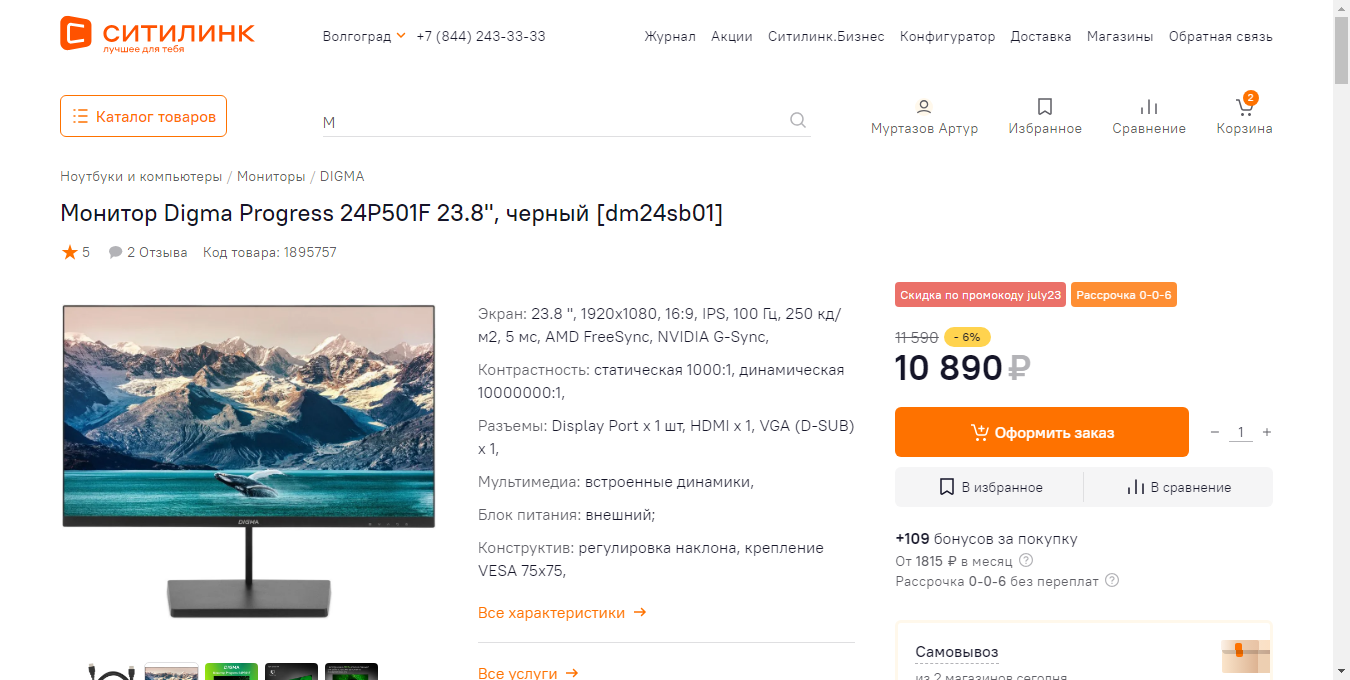 СИТИЛИНК
лучшее для тебя
Волгоград +7 (844) 243-33-33
Журнал Акции Ситилинк.Бизнес Конфигуратор Доставка Магазины Обратная связь
Каталог товаров
М
Муртазов Артур Избранное Сравнение 2 Корзина
Ноутбуки и компьютеры / Мониторы / DIGMA
Монитор Digma Progress 24P501F 23.8", черный [dm24sb01]
5 2 Отзыва Код товара: 1895757
DIGMA
Экран: 23.8 ", 1920x1080, 16:9, IPS, 100 Гц, 250 кд/
м2, 5 мс, AMD FreeSync, NVIDIA G-Sync,
Контрастность: статическая 1000:1, динамическая
10000000:1,
Разъемы: Display Port x 1 шт, HDMI x 1, VGA (D-SUB)
x 1,
Мультимедиа: встроенные динамики,
Блок питания: внешний;
Конструктив: регулировка наклона, крепление
VESA 75x75,
Все характеристики
Все услуги
Скидка по промокоду july23 Рассрочка 0-0-6
11 590 - 6%
10 890 ₽
Оформить заказ − 1 +
В избранное В сравнение
+109 бонусов за покупку
От 1815 ₽ в месяц ?
Рассрочка 0-0-6 без переплат ?
Самовывоз
из 2 магазинов сегодня
DIGMA